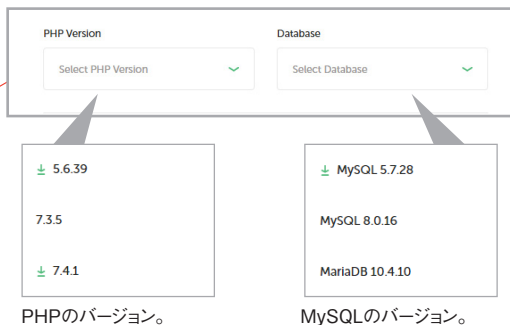 PHP Version
Database
Select PHP Version
Select Database
5.6.39
7.3.5
7.4.1
PHPのバージョン。
MySQL 5.7.28
MySQL 8.0.16
MariaDB 10.4.10
MySQLのバージョン。